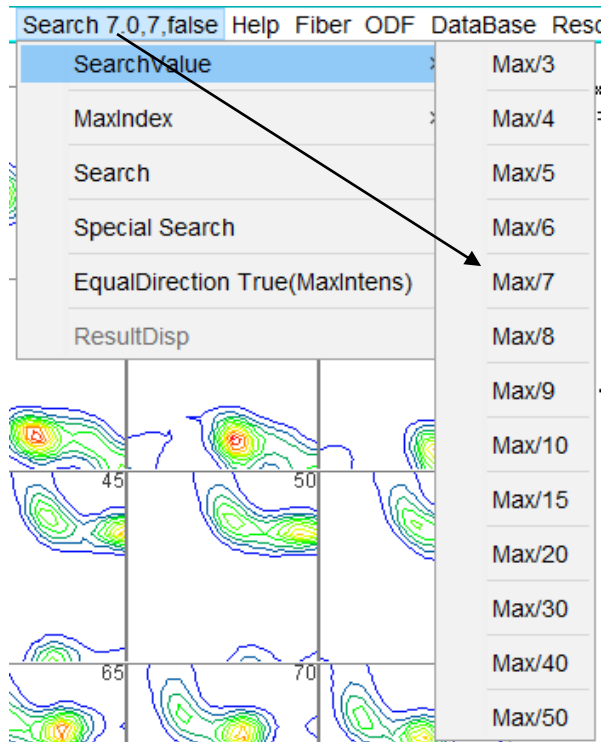 Search 7.0,7,false Help Fiber ODF DataBase Reso
SearchValue
MaxIndex
Search
Special Search
EqualDirection True(MaxIntens)
ResultDisp
Max/3
Max/4
Max/5
Max/6
Max/7
Max/8
Max/9
Max/10
Max/15
Max/20
Max/30
Max/40
Max/50
45 50
65 70